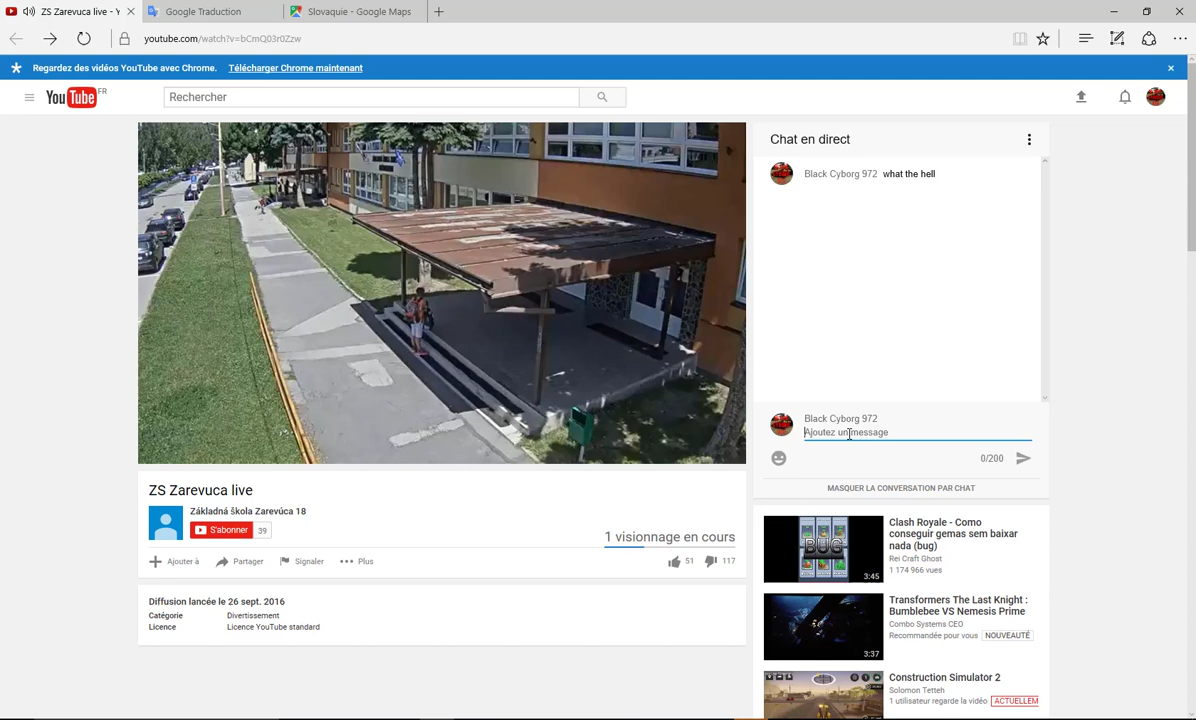 ZS Zarevuca live - Y
Google Traduction
Slovaquie - Google Maps
youtube.com/watch?v=bCmQ03r0Zzw
Regardez des vidéos YouTube avec Chrome. Télécharger Chrome maintenant
YouTube FR
Rechercher
Chat en direct
Black Cyborg 972 what the hell
Black Cyborg 972
Ajoutez un message
0/200
MASQUER LA CONVERSATION PAR CHAT
ZS Zarevuca live
Základná škola Zarevúca 18
S'abonner 39
1 visionnage en cours
Ajouter à Partager Signaler Plus
51 117
Diffusion lancée le 26 sept. 2016
Catégorie Divertissement
Licence Licence YouTube standard
BUG
3:45
Clash Royale - Como
conseguir gemas sem baixar
nada (bug)
Rei Craft Ghost
1 174 966 vues
3:37
Transformers The Last Knight :
Bumblebee VS Nemesis Prime
Combo Systems CEO
Recommandée pour vous NOUVEAUTÉ
Construction Simulator 2
Solomon Tetteh
1 utilisateur regarde la vidéo ACTUELLEM